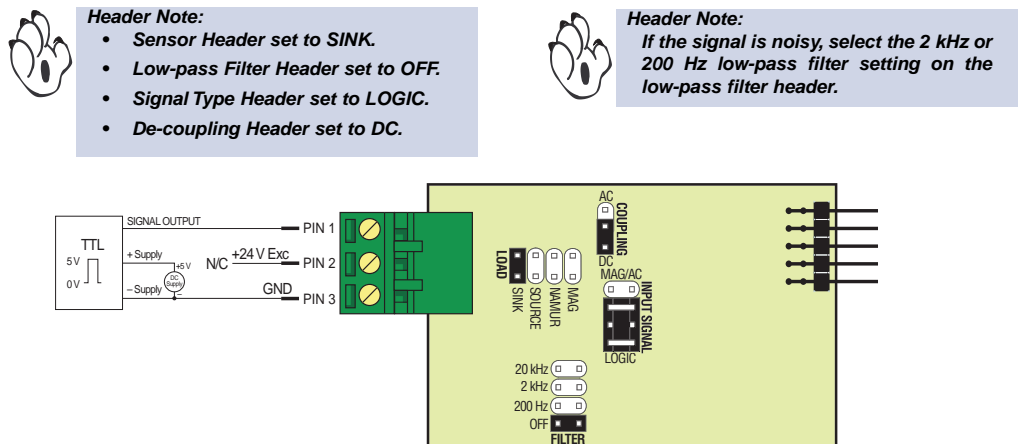 Header Note:
• Sensor Header set to SINK.
• Low-pass Filter Header set to OFF.
• Signal Type Header set to LOGIC.
• De-coupling Header set to DC.
Header Note:
If the signal is noisy, select the 2 kHz or
200 Hz low-pass filter setting on the
low-pass filter header.
SIGNAL OUTPUT
TTL
5 V
0 V
+ Supply
+5 V
DC
Supply
–
– Supply
N/C
+24 V Exc
GND
PIN 1
PIN 2
PIN 3
AC
COUPLING
DC
LOAD
SINK
SOURCE
NAMUR
MAG
MAG/AC
INPUT SIGNAL
LOGIC
20 kHz
2 kHz
200 Hz
OFF
FILTER